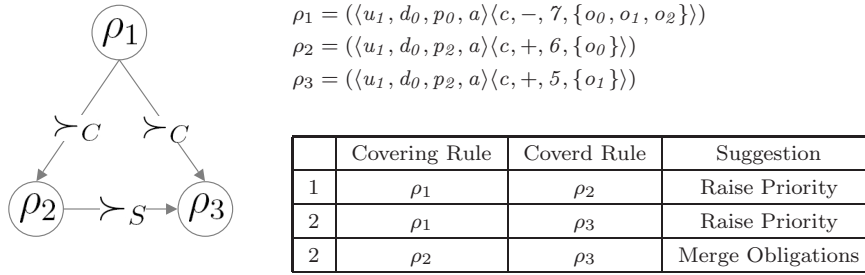 ρ1
≻C ≻C
ρ2 ≻S ρ3
ρ1 = (⟨u1, d0, p0, a⟩⟨c, −, 7, {o0, o1, o2}⟩)
ρ2 = (⟨u1, d0, p2, a⟩⟨c, +, 6, {o0}⟩)
ρ3 = (⟨u1, d0, p2, a⟩⟨c, +, 5, {o1}⟩)
Covering Rule Coverd Rule Suggestion
1 ρ1 ρ2 Raise Priority
2 ρ1 ρ3 Raise Priority
2 ρ2 ρ3 Merge Obligations